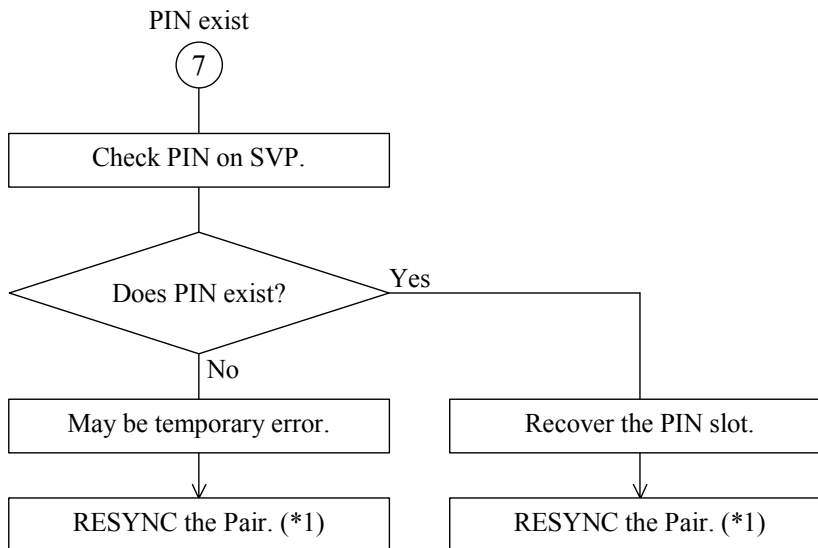 PIN exist
7
Check PIN on SVP.
Does PIN exist?
Yes
No
May be temporary error.
Recover the PIN slot.
RESYNC the Pair. (*1)
RESYNC the Pair. (*1)